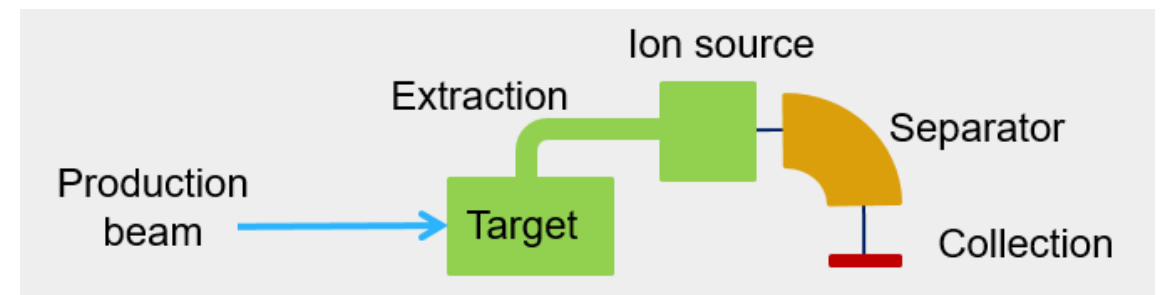 Ion source
Extraction
Separator
Production
beam
Target
Collection